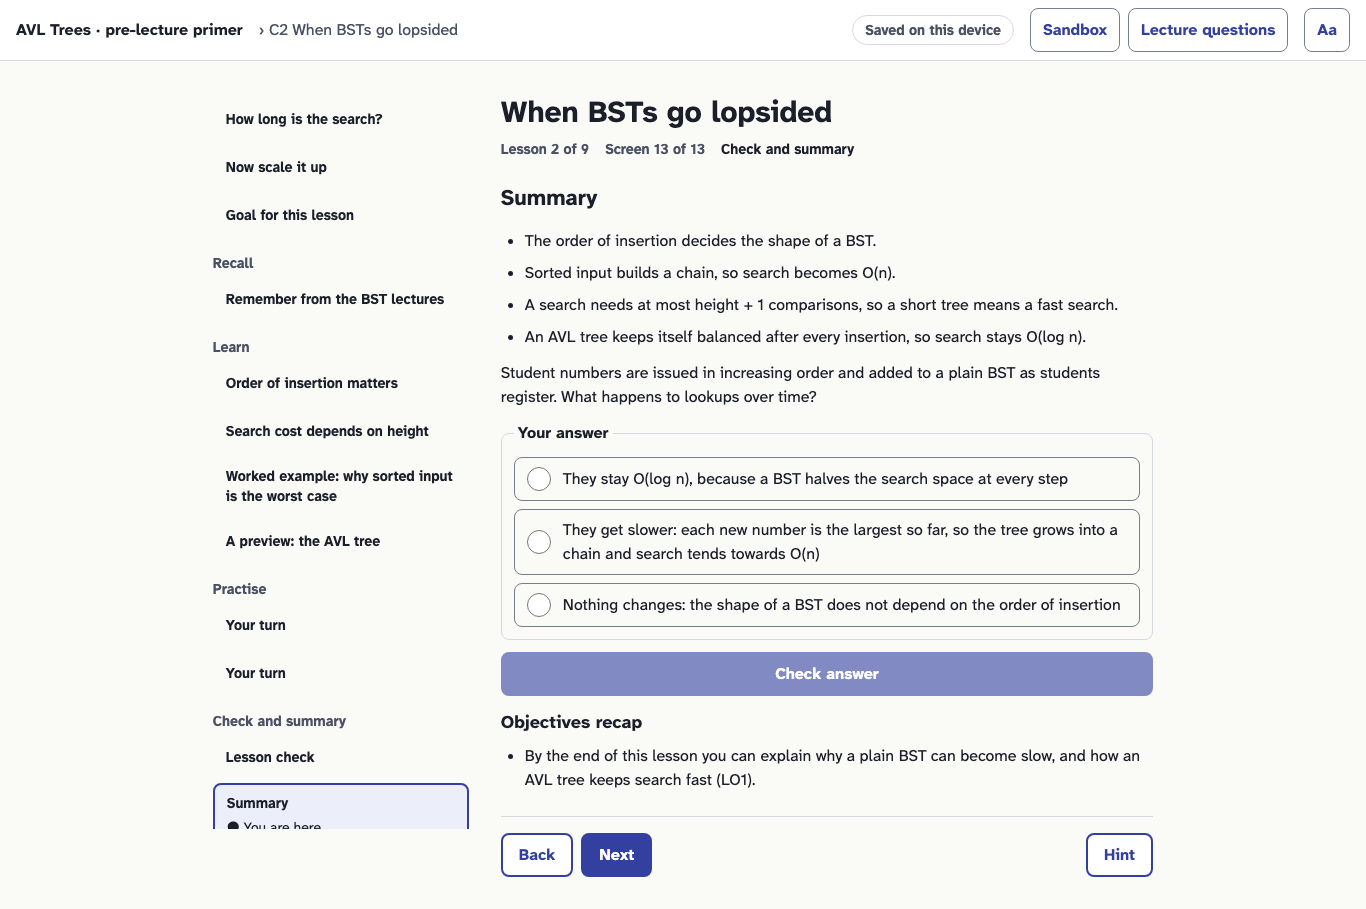 AVL Trees · pre-lecture primer › C2 When BSTs go lopsided
Saved on this device
Sandbox
Lecture questions
Aa
How long is the search?
Now scale it up
Goal for this lesson
Recall
Remember from the BST lectures
Learn
Order of insertion matters
Search cost depends on height
Worked example: why sorted input
is the worst case
A preview: the AVL tree
Practise
Your turn
Your turn
Check and summary
Lesson check
Summary
You are here
When BSTs go lopsided
Lesson 2 of 9 Screen 13 of 13 Check and summary
Summary
• The order of insertion decides the shape of a BST.
• Sorted input builds a chain, so search becomes O(n).
• A search needs at most height + 1 comparisons, so a short tree means a fast search.
• An AVL tree keeps itself balanced after every insertion, so search stays O(log n).
Student numbers are issued in increasing order and added to a plain BST as students
register. What happens to lookups over time?
Your answer
They stay O(log n), because a BST halves the search space at every step
They get slower: each new number is the largest so far, so the tree grows into a
chain and search tends towards O(n)
Nothing changes: the shape of a BST does not depend on the order of insertion
Check answer
Objectives recap
• By the end of this lesson you can explain why a plain BST can become slow, and how an
AVL tree keeps search fast (LO1).
Back
Next
Hint